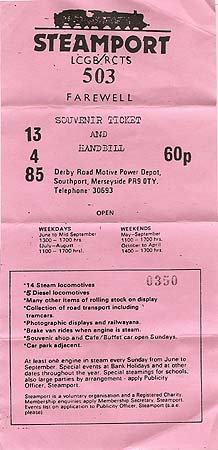 STEAMPORT
LCGB/RCTS
503
FAREWELL
SOUVENIR TICKET
AND
HANDBILL
13
4
85
60p
Derby Road Motive Power Depot,
Southport, Merseyside PR9 0TY.
Telephone 30693
OPEN
WEEKDAYS
June to Mid September
1300 - 1700 hrs.
(July-August
1100 - 1700 hrs)
WEEKENDS
May-September
1100 - 1700 hrs.
October to April
1400 - 1700 hrs.
0350
*14 Steam locomotives
*5 Diesel locomotives
*Many other items of rolling stock on display
*Collection of road transport including
tramcars.
*Photographic displays and railwayana.
*Brake van rides when engine is steam.
*Souvenir shop and Cafe/Buffet car open Sundays.
*Car park adjacent.
At least one engine in steam every Sunday from June to
September. Special events at Bank Holidays and at other
dates throughout the year. Special steamings for schools,
also large parties by arrangement - apply Publicity
Officer, Steamport.
Steamport is a voluntary organisation and a Registered Charity
Membership enquiries apply Membership Secretary, Steamport
Events list on application to Publicity Officer, Steamport (s.a.e.
please)